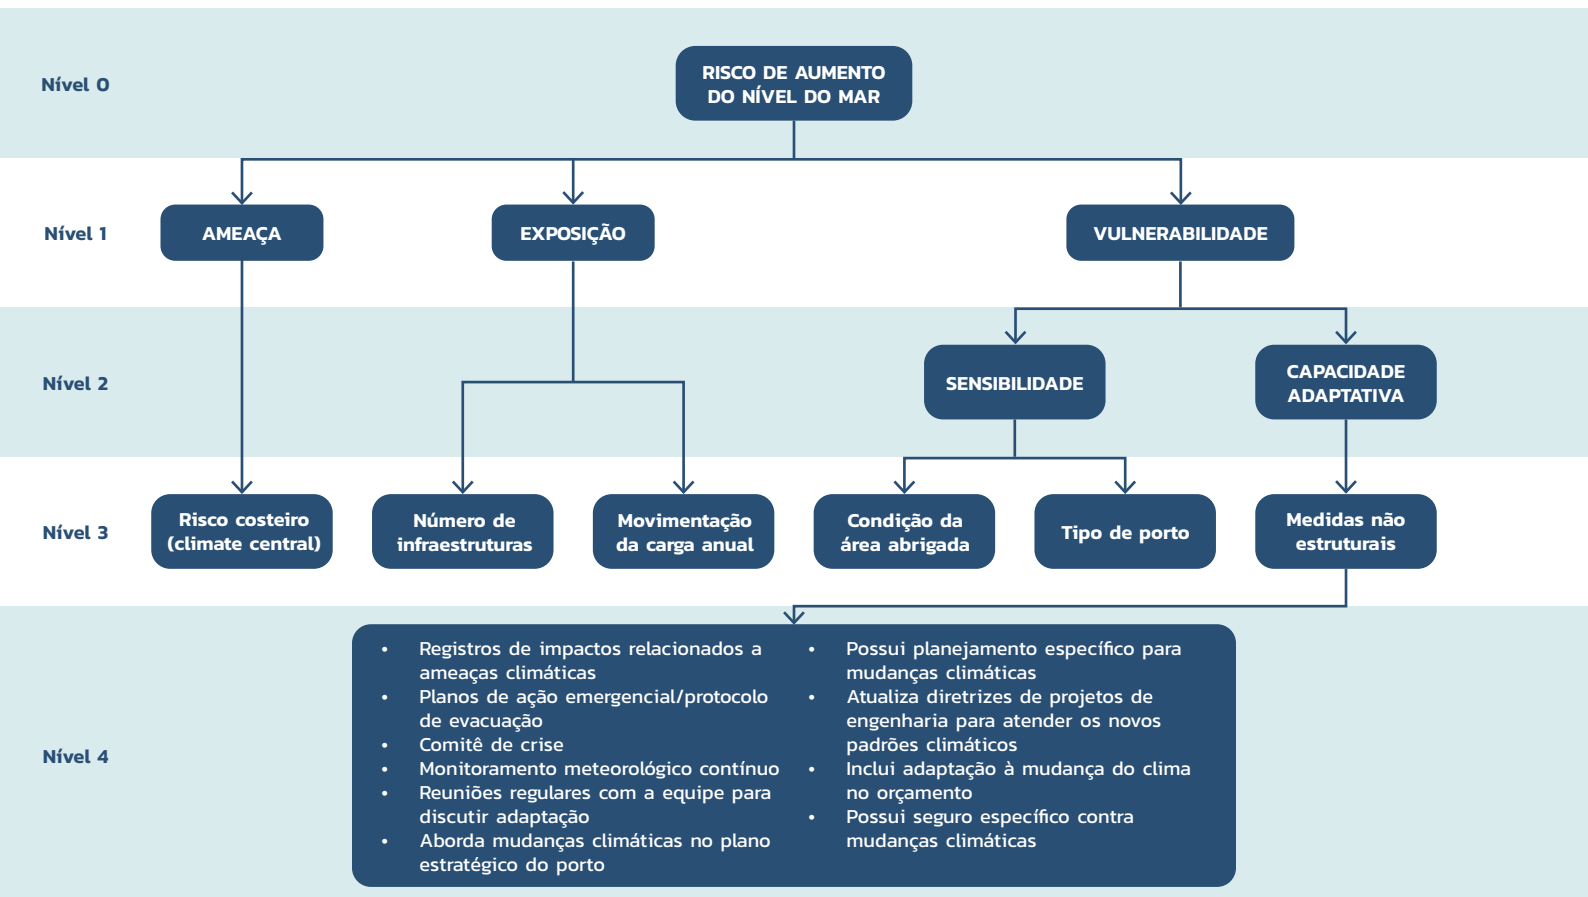 Nível 0
RISCO DE AUMENTO
DO NÍVEL DO MAR
Nível 1
AMEAÇA
EXPOSIÇÃO
VULNERABILIDADE
Nível 2
SENSIBILIDADE
CAPACIDADE
ADAPTATIVA
Nível 3
Risco costeiro
(climate central)
Número de
infraestruturas
Movimentação
da carga anual
Condição da
área abrigada
Tipo de porto
Medidas não
estruturais
Nível 4
• Registros de impactos relacionados a
ameaças climáticas
• Planos de ação emergencial/protocolo
de evacuação
• Comitê de crise
• Monitoramento meteorológico contínuo
• Reuniões regulares com a equipe para
discutir adaptação
• Aborda mudanças climáticas no plano
estratégico do porto
• Possui planejamento específico para
mudanças climáticas
• Atualiza diretrizes de projetos de
engenharia para atender os novos
padrões climáticos
• Inclui adaptação à mudança do clima
no orçamento
• Possui seguro específico contra
mudanças climáticas